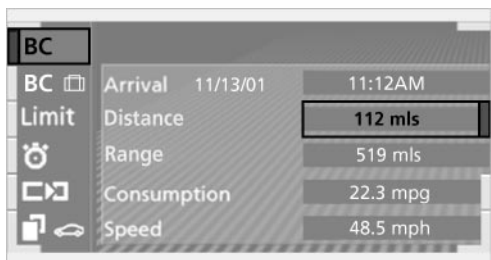 BC
BC Arrival 11/13/01 11:12AM
Limit Distance 112 mls
Range 519 mls
Consumption 22.3 mpg
Speed 48.5 mph